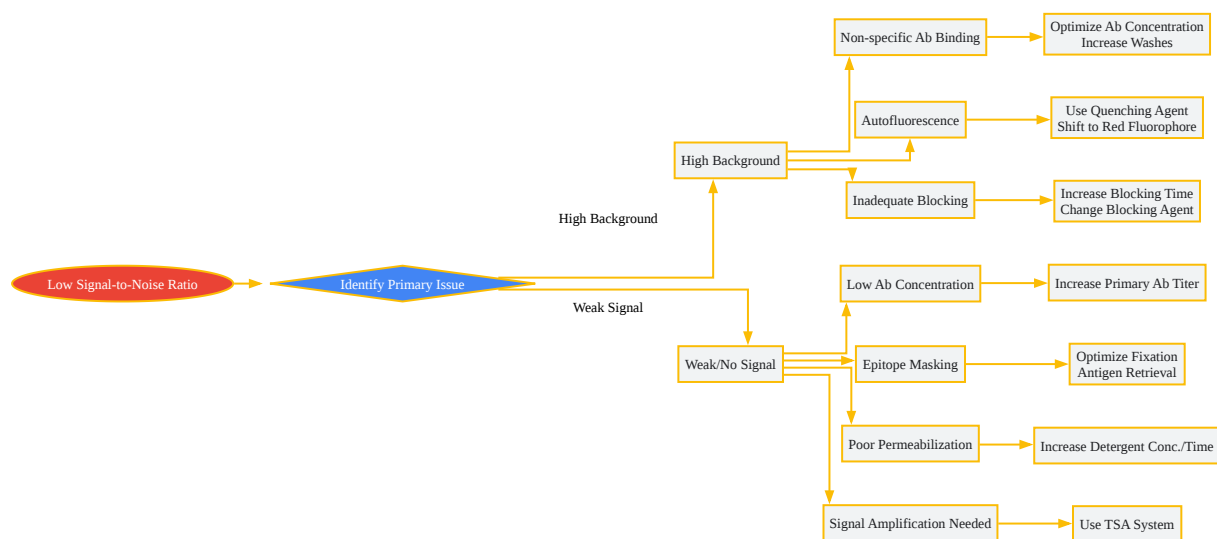 Low Signal-to-Noise Ratio
Identify Primary Issue
High Background
Weak Signal
High Background
Non-specific Ab Binding
Optimize Ab Concentration
Increase Washes
Autofluorescence
Use Quenching Agent
Shift to Red Fluorophore
Inadequate Blocking
Increase Blocking Time
Change Blocking Agent
Weak/No Signal
Low Ab Concentration
Increase Primary Ab Titer
Epitope Masking
Optimize Fixation
Antigen Retrieval
Poor Permeabilization
Increase Detergent Conc./Time
Signal Amplification Needed
Use TSA System